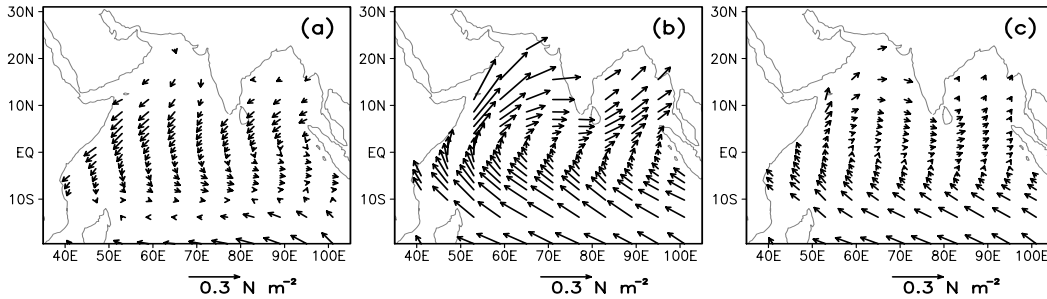 (a) (b) (c)
30N 30N 30N
20N 20N 20N
10N 10N 10N
EQ EQ EQ
10S 10S 10S
40E 50E 60E 70E 80E 90E 100E 40E 50E 60E 70E 80E 90E 100E 40E 50E 60E 70E 80E 90E 100E
0.3 N m⁻² 0.3 N m⁻² 0.3 N m⁻²